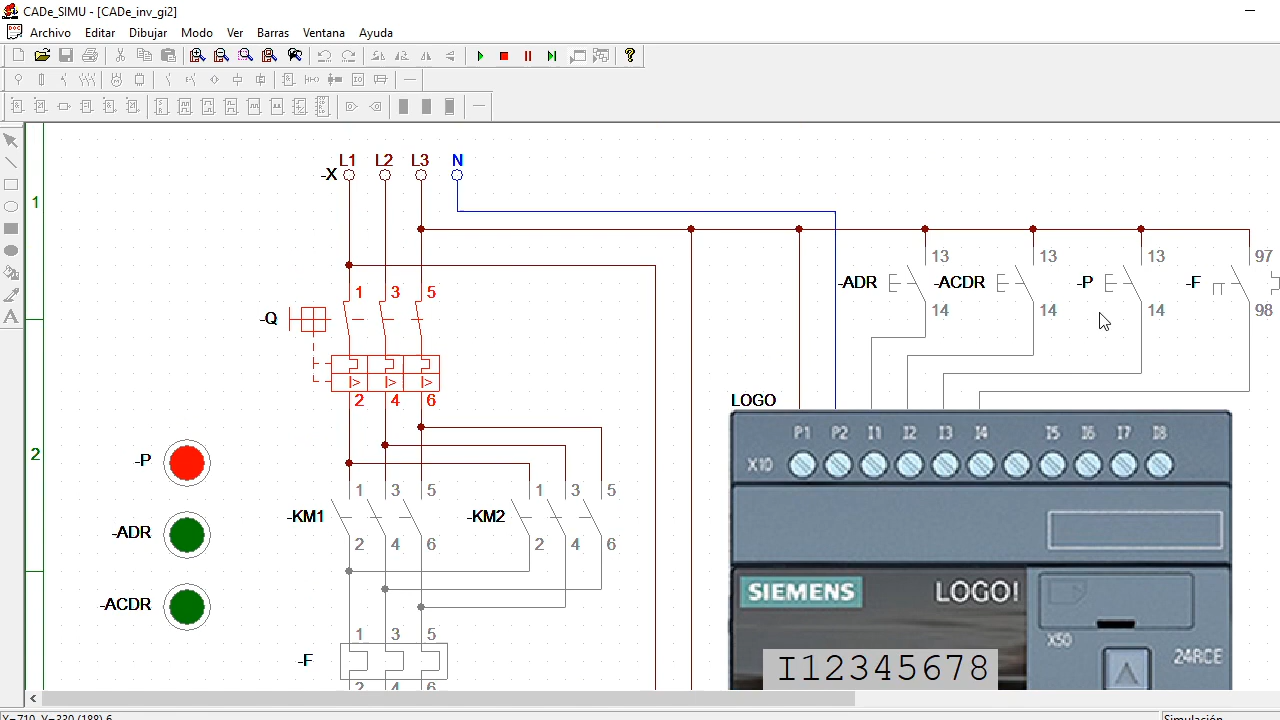 CADe_SIMU - [CADe_inv_gi2]
Archivo Editar Dibujar Modo Ver Barras Ventana Ayuda
L1 L2 L3 N
-X
1
13 13 13 97
-ADR -ACDR -P -F
1 3 5
14 14 14 98
-Q
I> I> I>
2 4 6
LOGO
P1 P2 I1 I2 I3 I4 I5 I6 I7 I8
X10
2
-P
1 3 5 1 3 5
-KM1 -KM2
-ADR
2 4 6 2 4 6
SIEMENS LOGO!
-ACDR
1 3 5
X50
24RCE
-F
I12345678
2 4 6
X=710, Y=330 (188) 6
Simulación